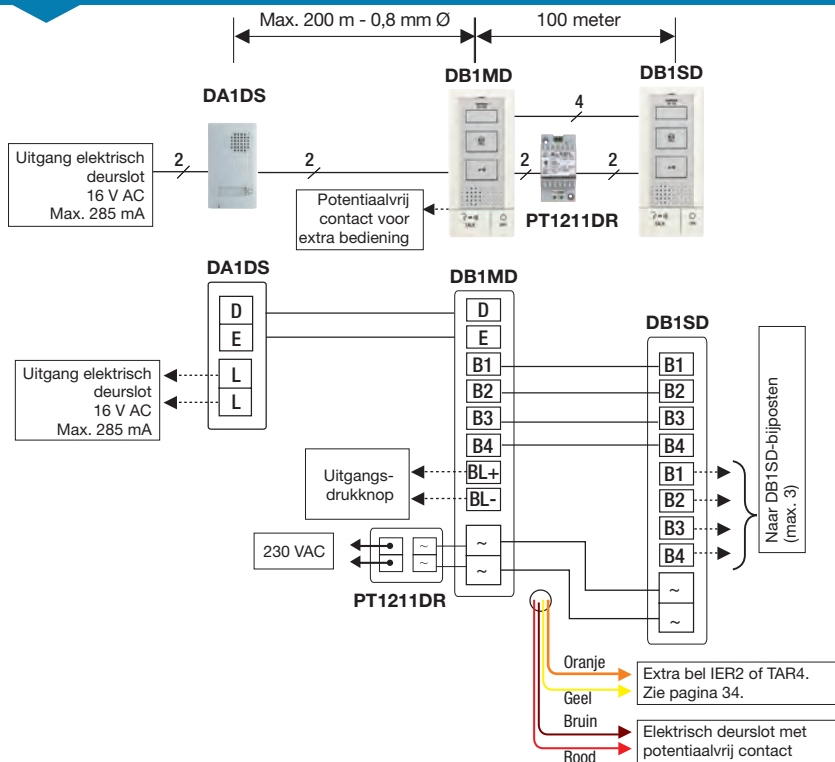 Max. 200 m - 0,8 mm Ø
100 meter
DB1MD
DB1SD
DA1DS
4
Uitgang elektrisch
deurslot
16 V AC
Max. 285 mA
2
2
2
2
Potentiaalvrij
contact voor
extra bediening
PT1211DR
TALK
DA1DS
DB1MD
DB1SD
D
E
L
L
Uitgang elektrisch
deurslot
16 V AC
Max. 285 mA
D
E
B1
B2
B3
B4
BL+
BL-
~
~
Uitgangs-
drukknop
230 VAC
~
~
PT1211DR
B1
B2
B3
B4
B1
B2
B3
B4
~
~
Naar DB1SD-bijposten
(max. 3)
Oranje
Geel
Bruin
Rood
Extra bel IER2 of TAR4.
Zie pagina 34.
Elektrisch deurslot met
potentiaalvrij contact